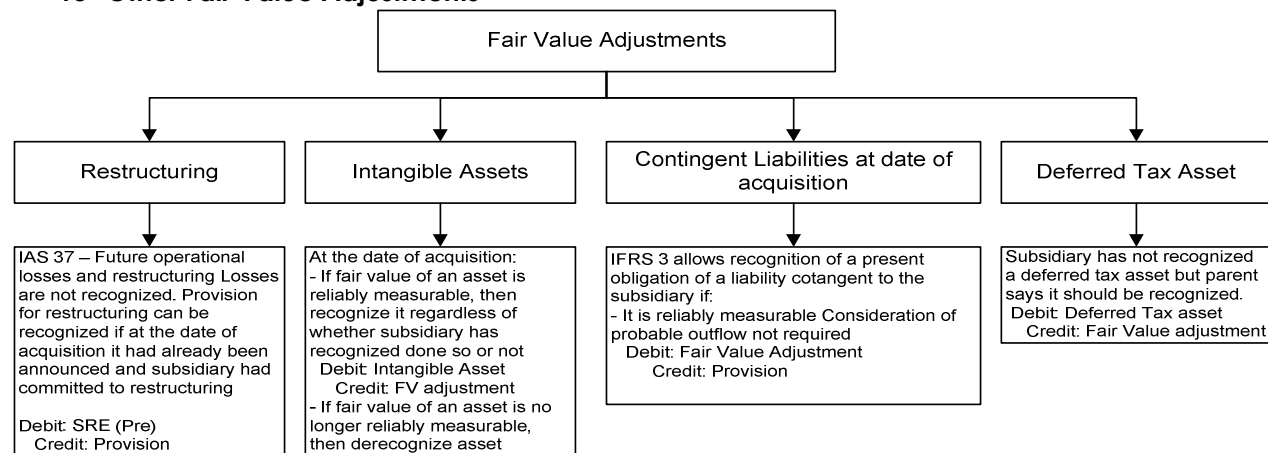 Fair Value Adjustments
Restructuring
Intangible Assets
Contingent Liabilities at date of
acquisition
Deferred Tax Asset
IAS 37 – Future operational
losses and restructuring Losses
are not recognized. Provision
for restructuring can be
recognized if at the date of
acquisition it had already been
announced and subsidiary had
committed to restructuring
Debit: SRE (Pre)
Credit: Provision
At the date of acquisition:
- If fair value of an asset is
reliably measurable, then
recognize it regardless of
whether subsidiary has
recognized done so or not
Debit: Intangible Asset
Credit: FV adjustment
- If fair value of an asset is no
longer reliably measurable,
then derecognize asset
IFRS 3 allows recognition of a present
obligation of a liability cotangent to the
subsidiary if:
- It is reliably measurable Consideration of
probable outflow not required
Debit: Fair Value Adjustment
Credit: Provision
Subsidiary has not recognized
a deferred tax asset but parent
says it should be recognized.
Debit: Deferred Tax asset
Credit: Fair Value adjustment